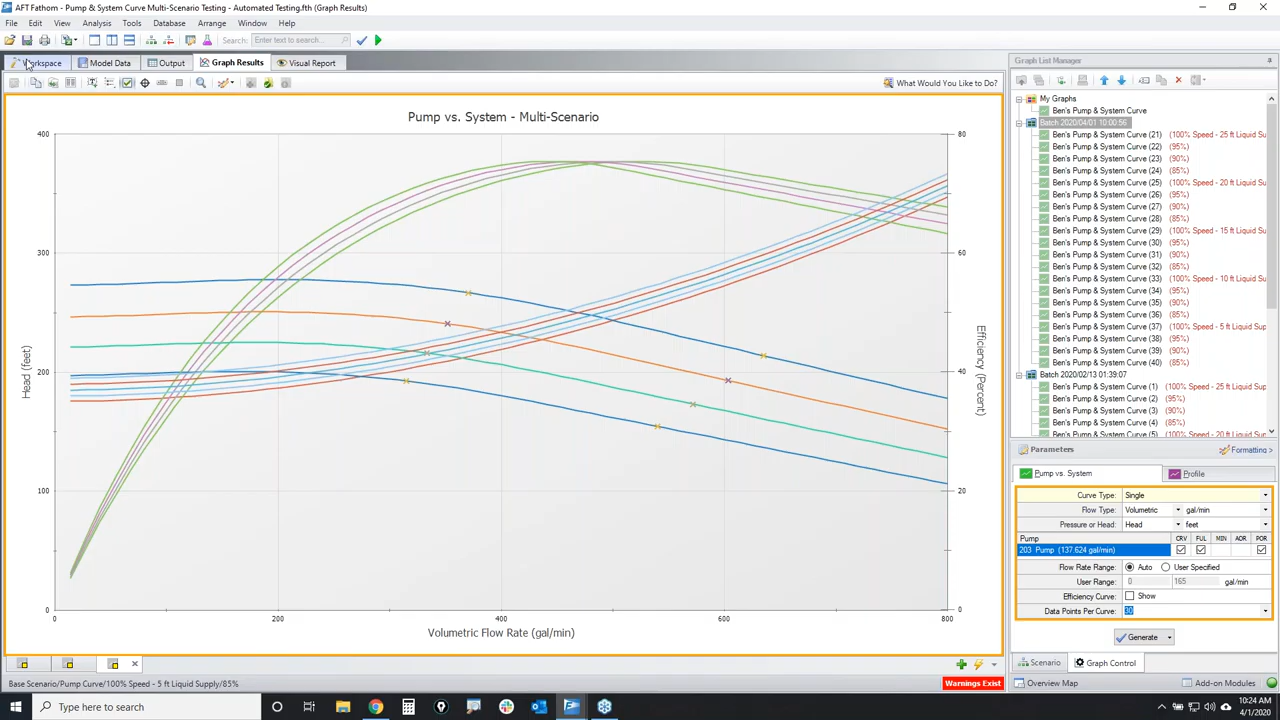 AFT Fathom - Pump & System Curve Multi-Scenario Testing - Automated Testing.fth (Graph Results)
File Edit View Analysis Tools Database Arrange Window Help
Search: Enter text to search...
Workspace Model Data Output Graph Results Visual Report
What Would You Like to Do?
Pump vs. System - Multi-Scenario
400
300
200
100
0
Head (feet)
80
60
40
20
0
Efficiency (Percent)
0 200 400 600 800
Volumetric Flow Rate (gal/min)
Graph List Manager
My Graphs
Ben's Pump & System Curve
Batch 2020/04/01 10:00:56
Ben's Pump & System Curve (21) (100% Speed - 25 ft Liquid Su
Ben's Pump & System Curve (22) (95%)
Ben's Pump & System Curve (23) (90%)
Ben's Pump & System Curve (24) (85%)
Ben's Pump & System Curve (25) (100% Speed - 20 ft Liquid Su
Ben's Pump & System Curve (26) (95%)
Ben's Pump & System Curve (27) (90%)
Ben's Pump & System Curve (28) (85%)
Ben's Pump & System Curve (29) (100% Speed - 15 ft Liquid Su
Ben's Pump & System Curve (30) (95%)
Ben's Pump & System Curve (31) (90%)
Ben's Pump & System Curve (32) (85%)
Ben's Pump & System Curve (33) (100% Speed - 10 ft Liquid Su
Ben's Pump & System Curve (34) (95%)
Ben's Pump & System Curve (35) (90%)
Ben's Pump & System Curve (36) (85%)
Ben's Pump & System Curve (37) (100% Speed - 5 ft Liquid Sup
Ben's Pump & System Curve (38) (95%)
Ben's Pump & System Curve (39) (90%)
Ben's Pump & System Curve (40) (85%)
Batch 2020/02/13 01:39:07
Ben's Pump & System Curve (1) (100% Speed - 25 ft Liquid Sup
Ben's Pump & System Curve (2) (95%)
Ben's Pump & System Curve (3) (90%)
Ben's Pump & System Curve (4) (85%)
Ben's Pump & System Curve (5) (100% Speed - 20 ft Liquid Sup
Parameters Formatting >
Pump vs. System Profile
Curve Type: Single
Flow Type: Volumetric gal/min
Pressure or Head: Head feet
Pump CRV FUL MIN AOR POR
203 Pump (137.624 gal/min)
Flow Rate Range: Auto User Specified
User Range: 0 165 gal/min
Efficiency Curve: Show
Data Points Per Curve: 30
Generate
Scenario Graph Control
Base Scenario/Pump Curve/100% Speed - 5 ft Liquid Supply/85%
Warnings Exist
Overview Map Add-on Modules
Type here to search
10:24 AM
4/1/2020